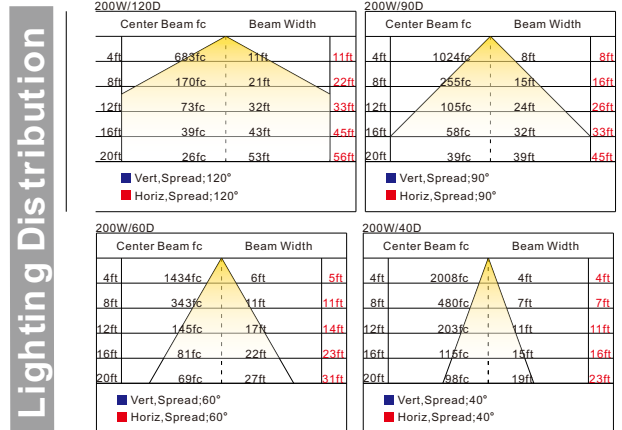 Lighting Distribution
200W/120D
Center Beam fc Beam Width
4ft 683fc 11ft 11ft
8ft 170fc 21ft 22ft
12ft 73fc 32ft 33ft
16ft 39fc 43ft 45ft
20ft 26fc 53ft 56ft
Vert,Spread;120°
Horiz,Spread;120°
200W/90D
Center Beam fc Beam Width
4ft 1024fc 8ft 8ft
8ft 255fc 15ft 16ft
12ft 105fc 24ft 26ft
16ft 58fc 32ft 33ft
20ft 39fc 39ft 45ft
Vert,Spread;90°
Horiz,Spread;90°
200W/60D
Center Beam fc Beam Width
4ft 1434fc 6ft 5ft
8ft 343fc 11ft 11ft
12ft 145fc 17ft 14ft
16ft 81fc 22ft 23ft
20ft 69fc 27ft 31ft
Vert,Spread;60°
Horiz,Spread;60°
200W/40D
Center Beam fc Beam Width
4ft 2008fc 4ft 4ft
8ft 480fc 7ft 7ft
12ft 203fc 11ft 11ft
16ft 115fc 15ft 16ft
20ft 98fc 19ft 23ft
Vert,Spread;40°
Horiz,Spread;40°